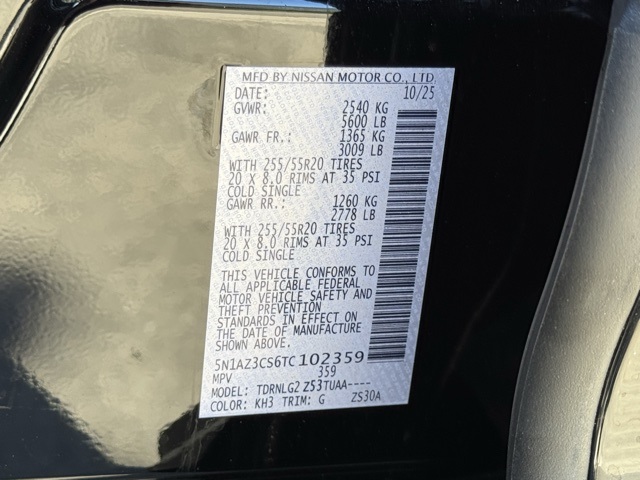 MFD BY NISSAN MOTOR CO., LTD
DATE: 10/25
GVWR: 2540 KG
5600 LB
GAWR FR.: 1365 KG
3009 LB
WITH 255/55R20 TIRES
20 X 8.0 RIMS AT 35 PSI
COLD SINGLE
GAWR RR.: 1260 KG
2778 LB
WITH 255/55R20 TIRES
20 X 8.0 RIMS AT 35 PSI
COLD SINGLE
THIS VEHICLE CONFORMS TO
ALL APPLICABLE FEDERAL
MOTOR VEHICLE SAFETY AND
THEFT PREVENTION
STANDARDS IN EFFECT ON
THE DATE OF MANUFACTURE
SHOWN ABOVE.
5N1AZ3CS6TC102359
MPV 359
MODEL: TDRNLG2 Z53TUAA----
COLOR: KH3 TRIM: G ZS30A